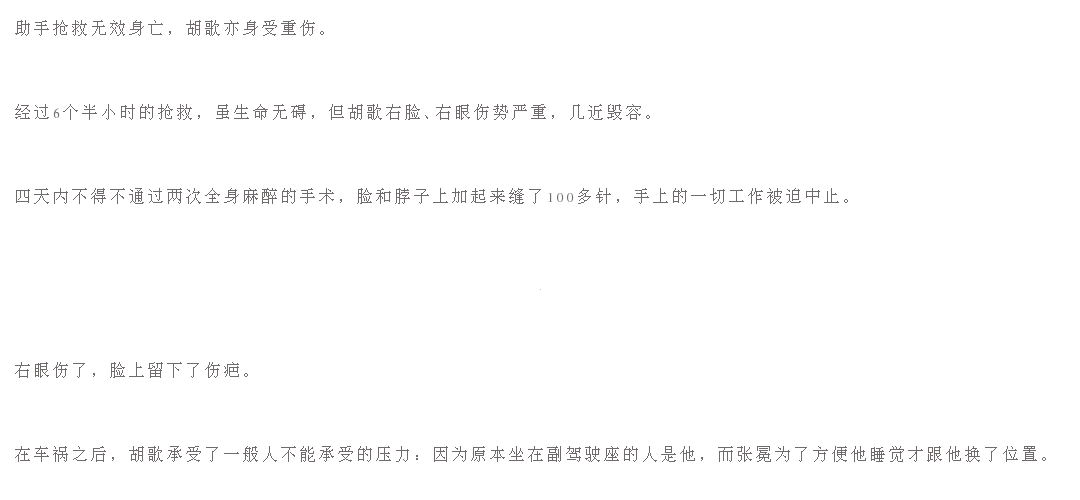 助手抢救无效身亡，胡歌亦身受重伤。
经过6个半小时的抢救，虽生命无碍，但胡歌右脸、右眼伤势严重，几近毁容。
四天内不得不通过两次全身麻醉的手术，脸和脖子上加起来缝了100多针，手上的一切工作被迫中止。
右眼伤了，脸上留下了伤疤。
在车祸之后，胡歌承受了一般人不能承受的压力：因为原本坐在副驾驶座的人是他，而张冕为了方便他睡觉才跟他换了位置。